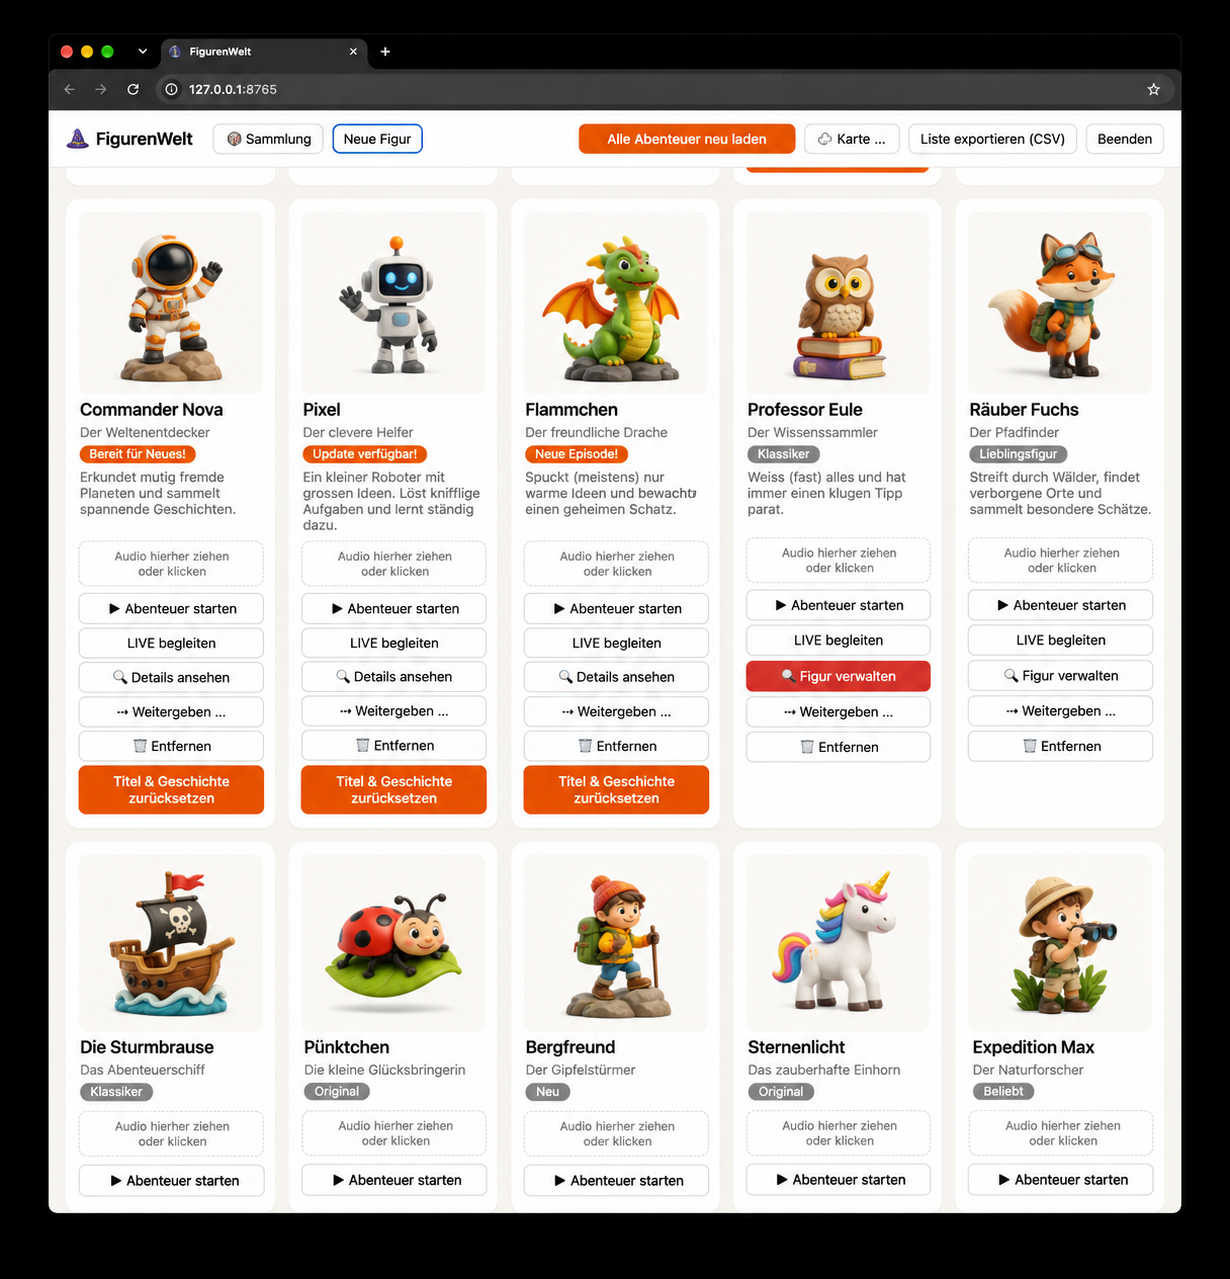 FigurenWelt
127.0.0.1:8765
FigurenWelt
Sammlung
Neue Figur
Alle Abenteuer neu laden
Karte ...
Liste exportieren (CSV)
Beenden
Commander Nova
Der Weltenentdecker
Bereit für Neues!
Erkundet mutig fremde
Planeten und sammelt
spannende Geschichten.
Audio hierher ziehen
oder klicken
▶ Abenteuer starten
LIVE begleiten
Details ansehen
⇢ Weitergeben ...
Entfernen
Titel & Geschichte
zurücksetzen
Pixel
Der clevere Helfer
Update verfügbar!
Ein kleiner Roboter mit
grossen Ideen. Löst knifflige
Aufgaben und lernt ständig
dazu.
Audio hierher ziehen
oder klicken
▶ Abenteuer starten
LIVE begleiten
Details ansehen
⇢ Weitergeben ...
Entfernen
Titel & Geschichte
zurücksetzen
Flammchen
Der freundliche Drache
Neue Episode!
Spuckt (meistens) nur
warme Ideen und bewacht
einen geheimen Schatz.
Audio hierher ziehen
oder klicken
▶ Abenteuer starten
LIVE begleiten
Details ansehen
⇢ Weitergeben ...
Entfernen
Titel & Geschichte
zurücksetzen
Professor Eule
Der Wissenssammler
Klassiker
Weiss (fast) alles und hat
immer einen klugen Tipp
parat.
Audio hierher ziehen
oder klicken
▶ Abenteuer starten
LIVE begleiten
Figur verwalten
⇢ Weitergeben ...
Entfernen
Räuber Fuchs
Der Pfadfinder
Lieblingsfigur
Streift durch Wälder, findet
verborgene Orte und
sammelt besondere Schätze.
Audio hierher ziehen
oder klicken
▶ Abenteuer starten
LIVE begleiten
Figur verwalten
⇢ Weitergeben ...
Entfernen
Die Sturmbrause
Das Abenteuerschiff
Klassiker
Audio hierher ziehen
oder klicken
▶ Abenteuer starten
Pünktchen
Die kleine Glücksbringerin
Original
Audio hierher ziehen
oder klicken
▶ Abenteuer starten
Bergfreund
Der Gipfelstürmer
Neu
Audio hierher ziehen
oder klicken
▶ Abenteuer starten
Sternenlicht
Das zauberhafte Einhorn
Original
Audio hierher ziehen
oder klicken
▶ Abenteuer starten
Expedition Max
Der Naturforscher
Beliebt
Audio hierher ziehen
oder klicken
▶ Abenteuer starten